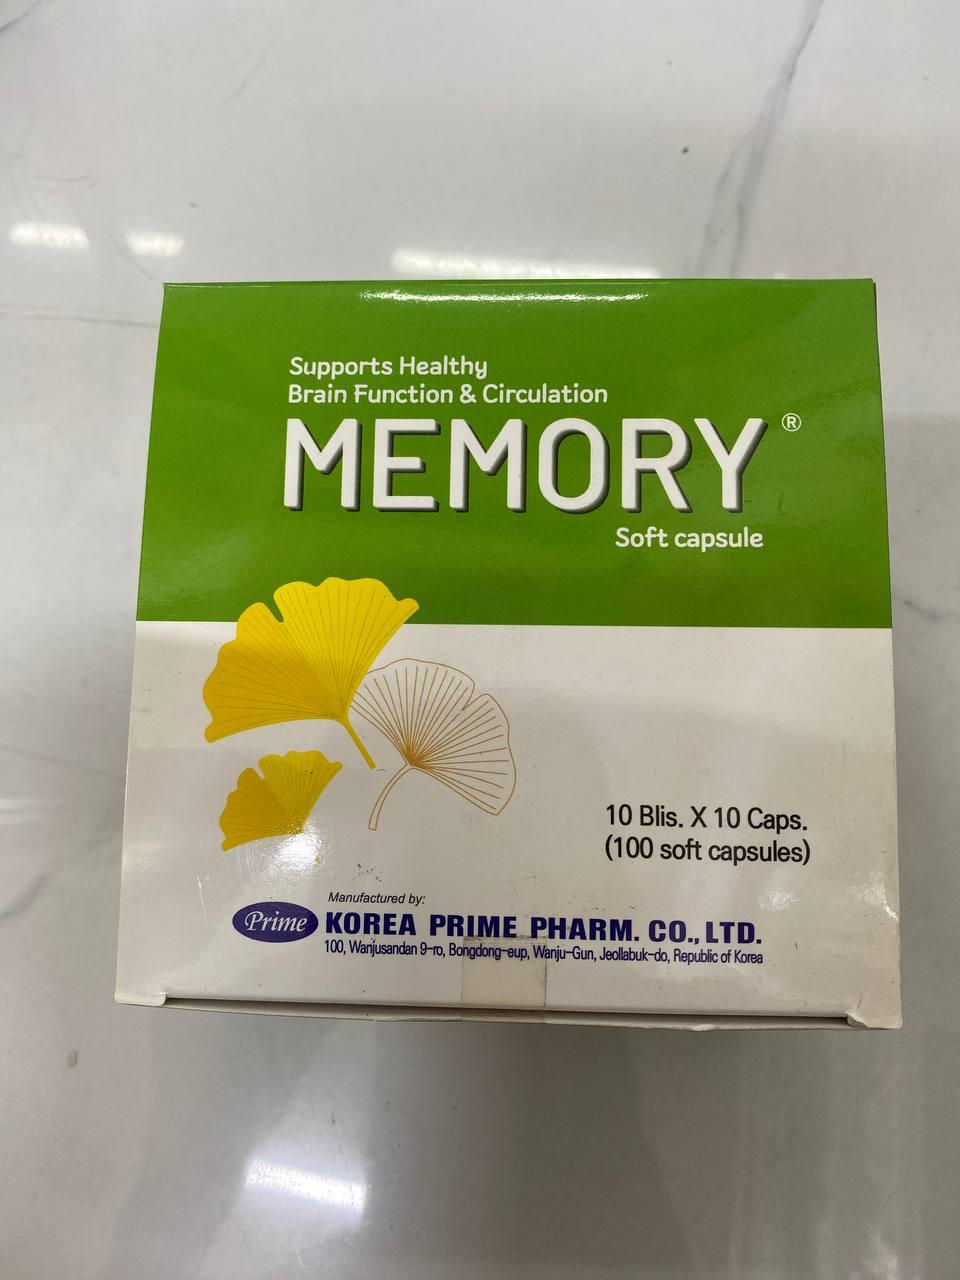 Supports Healthy
Brain Function & Circulation
MEMORY ®
Soft capsule
10 Blis. X 10 Caps.
(100 soft capsules)
Manufactured by:
Prime KOREA PRIME PHARM. CO., LTD.
100, Wanjusandan 9-ro, Bongdong-eup, Wanju-Gun, Jeollabuk-do, Republic of Korea